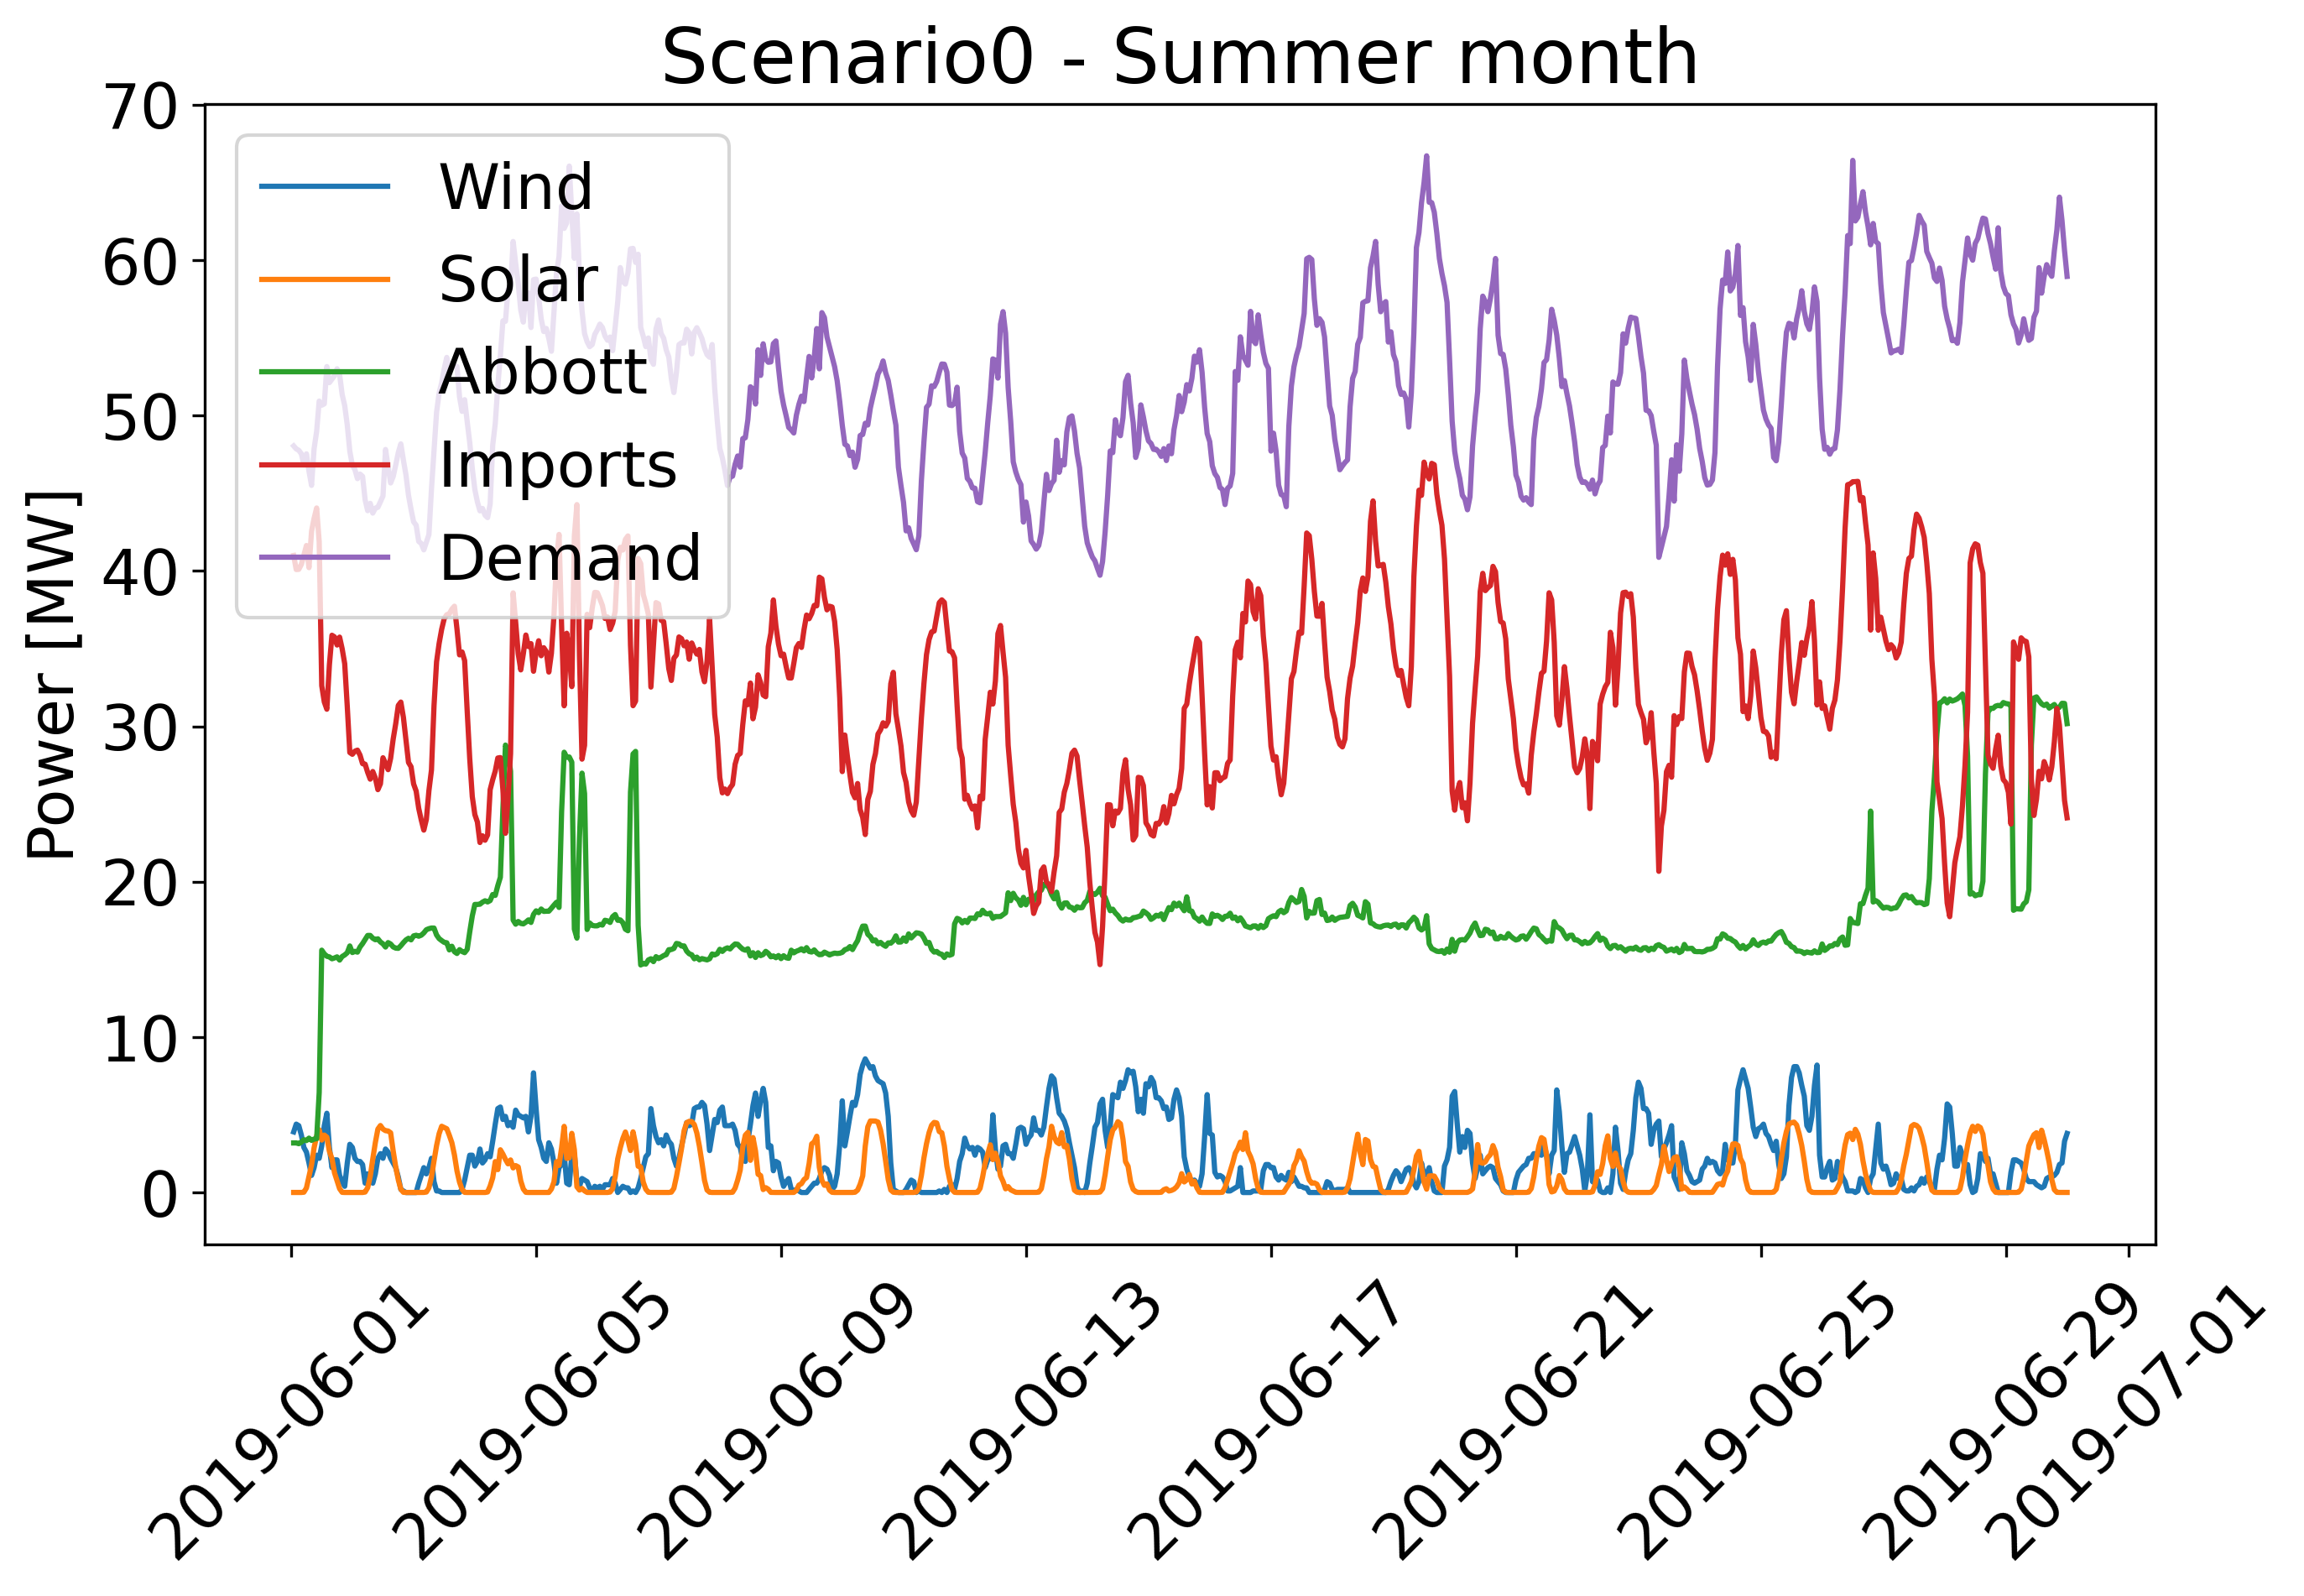 Scenario0 - Summer month
Power [MW]
70
60
50
40
30
20
10
0
Wind
Solar
Abbott
Imports
Demand
2019-06-01
2019-06-05
2019-06-09
2019-06-13
2019-06-17
2019-06-21
2019-06-25
2019-06-29
2019-07-01